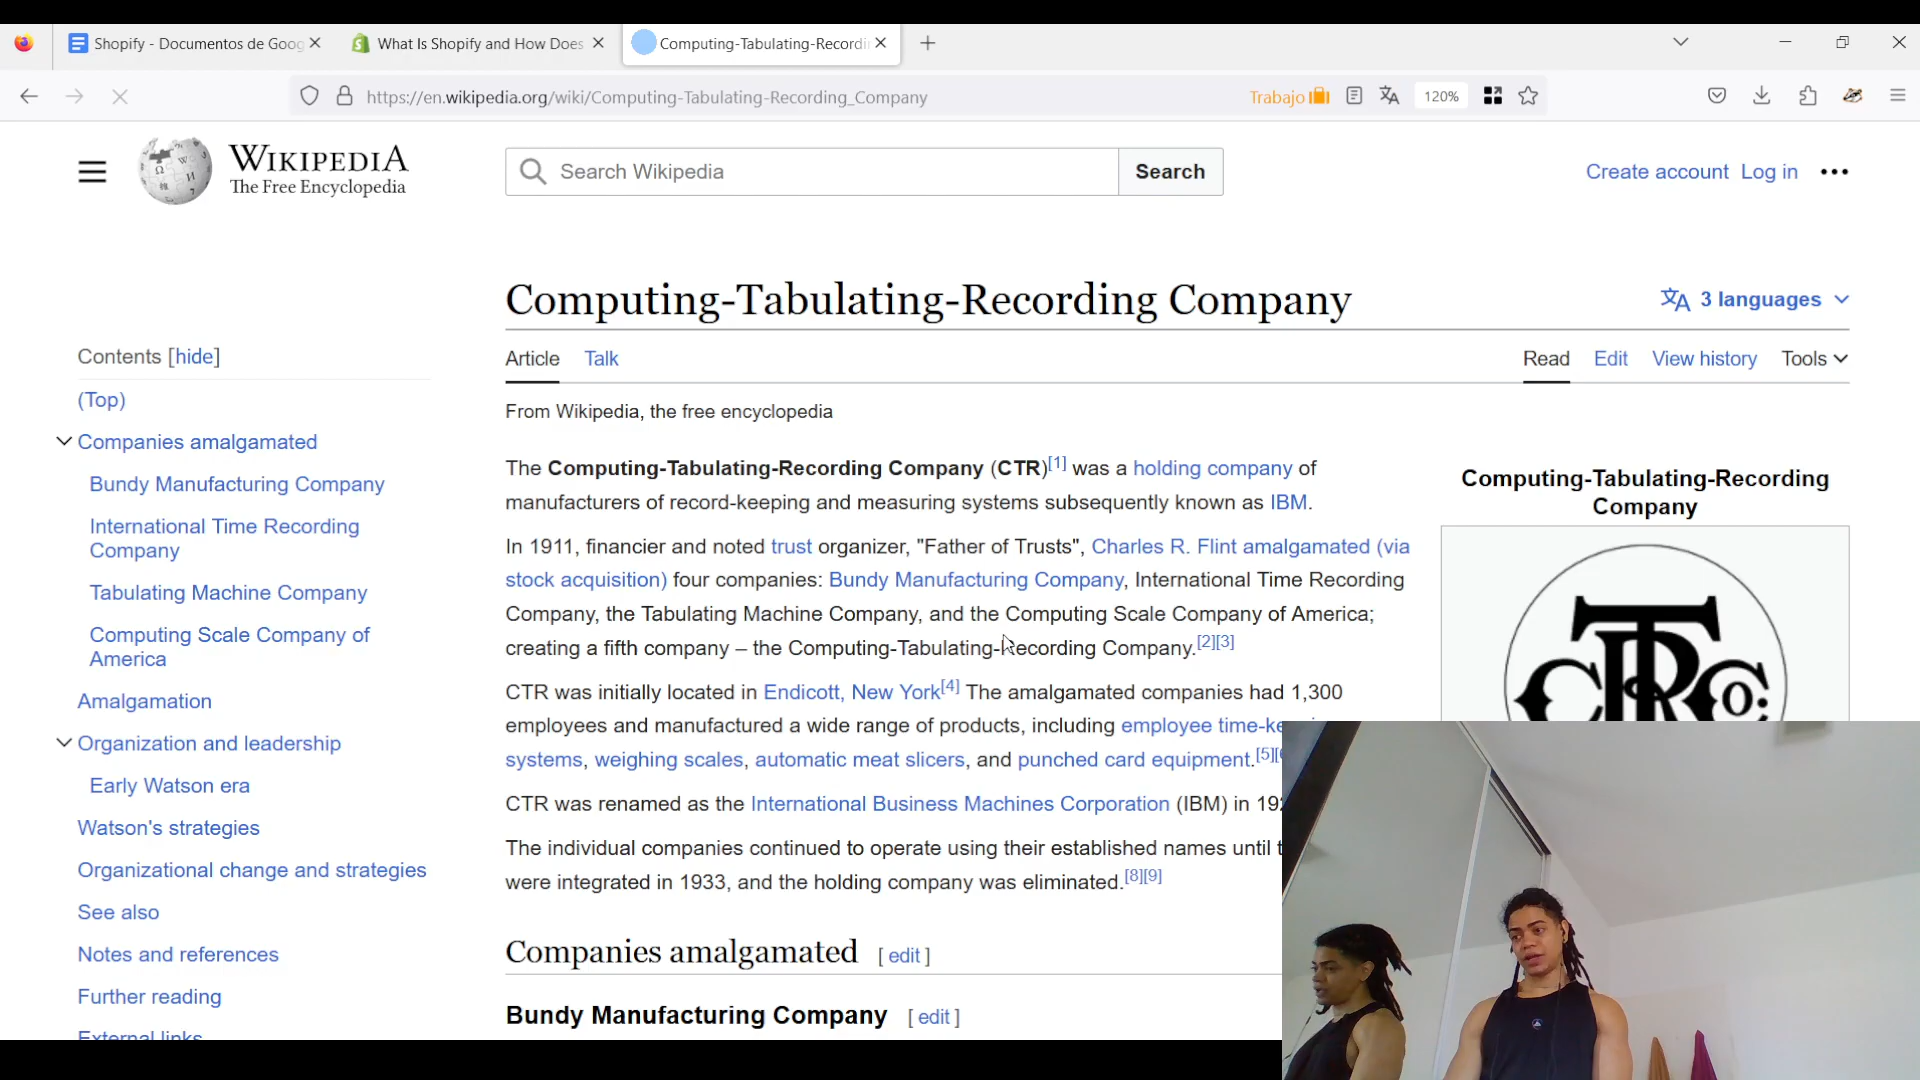 Shopify - Documentos de Goog
What Is Shopify and How Does
Computing-Tabulating-Recordi
https://en.wikipedia.org/wiki/Computing-Tabulating-Recording_Company
Trabajo
120%
WIKIPEDIA
The Free Encyclopedia
Search Wikipedia
Search
Create account Log in
Computing-Tabulating-Recording Company
3 languages
Article Talk
Read Edit View history Tools
From Wikipedia, the free encyclopedia
Contents [hide]
(Top)
Companies amalgamated
Bundy Manufacturing Company
International Time Recording
Company
Tabulating Machine Company
Computing Scale Company of
America
Amalgamation
Organization and leadership
Early Watson era
Watson's strategies
Organizational change and strategies
See also
Notes and references
Further reading
External links
The Computing-Tabulating-Recording Company (CTR)[1] was a holding company of
manufacturers of record-keeping and measuring systems subsequently known as IBM.
In 1911, financier and noted trust organizer, "Father of Trusts", Charles R. Flint amalgamated (via
stock acquisition) four companies: Bundy Manufacturing Company, International Time Recording
Company, the Tabulating Machine Company, and the Computing Scale Company of America;
creating a fifth company – the Computing-Tabulating-Recording Company.[2][3]
CTR was initially located in Endicott, New York[4] The amalgamated companies had 1,300
employees and manufactured a wide range of products, including employee time-ke
systems, weighing scales, automatic meat slicers, and punched card equipment.[5]
CTR was renamed as the International Business Machines Corporation (IBM) in 192
The individual companies continued to operate using their established names until t
were integrated in 1933, and the holding company was eliminated.[8][9]
Companies amalgamated [ edit ]
Bundy Manufacturing Company [ edit ]
Computing-Tabulating-Recording
Company
CTR Co: